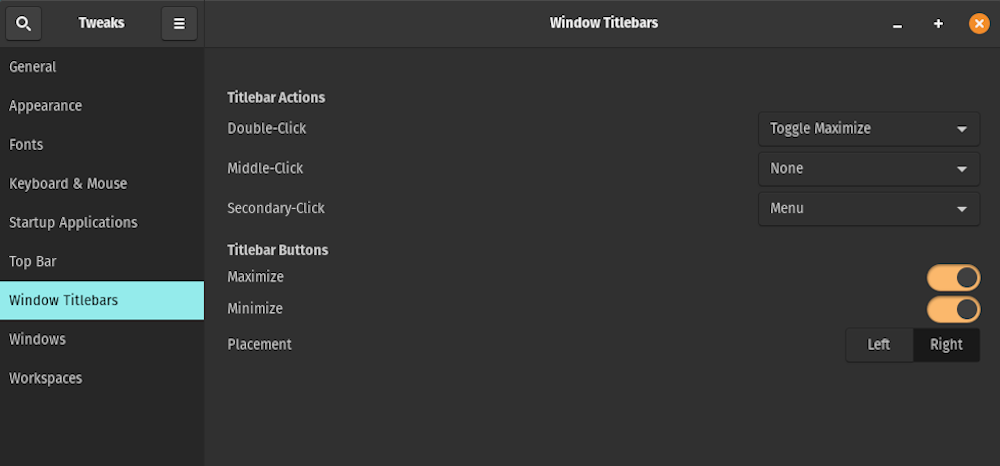 Tweaks
Window Titlebars
General
Appearance
Fonts
Keyboard & Mouse
Startup Applications
Top Bar
Window Titlebars
Windows
Workspaces
Titlebar Actions
Double-Click Toggle Maximize
Middle-Click None
Secondary-Click Menu
Titlebar Buttons
Maximize
Minimize
Placement Left Right